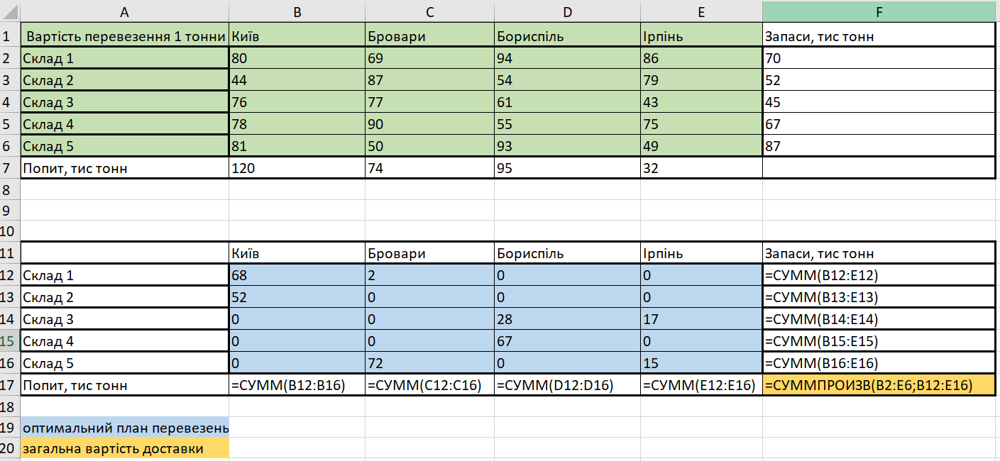 A B C D E F
1 Вартість перевезення 1 тонни Київ Бровари Бориспіль Ірпінь Запаси, тис тонн
2 Склад 1 80 69 94 86 70
3 Склад 2 44 87 54 79 52
4 Склад 3 76 77 61 43 45
5 Склад 4 78 90 55 75 67
6 Склад 5 81 50 93 49 87
7 Попит, тис тонн 120 74 95 32
8
9
10
11 Київ Бровари Бориспіль Ірпінь Запаси, тис тонн
12 Склад 1 68 2 0 0 =СУММ(B12:E12)
13 Склад 2 52 0 0 0 =СУММ(B13:E13)
14 Склад 3 0 0 28 17 =СУММ(B14:E14)
15 Склад 4 0 0 67 0 =СУММ(B15:E15)
16 Склад 5 0 72 0 15 =СУММ(B16:E16)
17 Попит, тис тонн =СУММ(B12:B16) =СУММ(C12:C16) =СУММ(D12:D16) =СУММ(E12:E16) =СУММПРОИЗВ(B2:E6;B12:E16)
18
19 оптимальний план перевезень
20 загальна вартість доставки